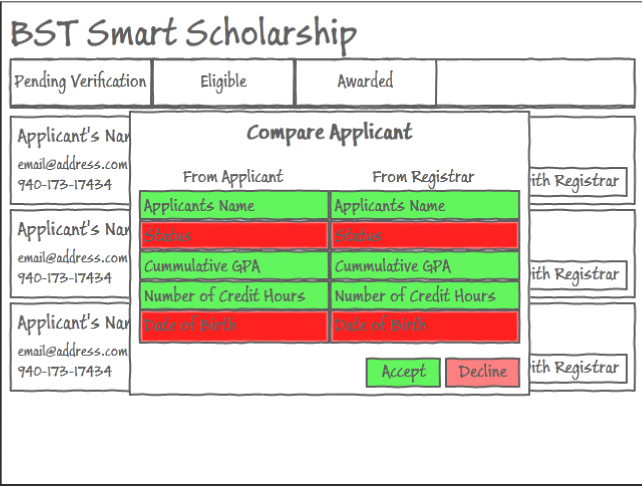 BST Smart Scholarship
Pending Verification Eligible Awarded
Applicant's Nar
email@address.com
940-173-17434
ith Registrar
Applicant's Nar
email@address.com
940-173-17434
ith Registrar
Applicant's Nar
email@address.com
940-173-17434
ith Registrar
Compare Applicant
From Applicant From Registrar
Applicants Name Applicants Name
Status Status
Cummulative GPA Cummulative GPA
Number of Credit Hours Number of Credit Hours
Date of Birth Date of Birth
Accept Decline